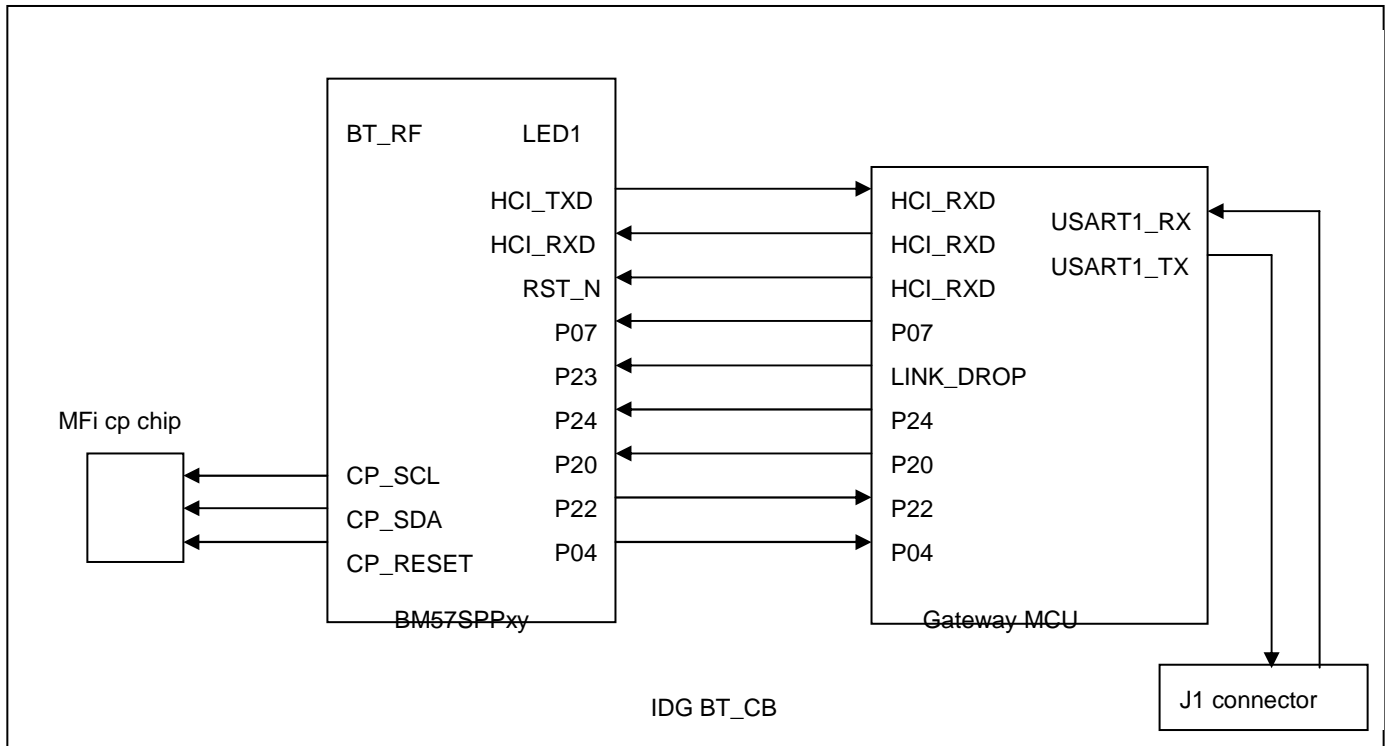 BT_RF LED1
HCI_TXD
HCI_RXD
RST_N
P07
P23
P24
P20
P22
P04
CP_SCL
CP_SDA
CP_RESET
BM57SPPxy
MFi cp chip
HCI_RXD
HCI_RXD
HCI_RXD
P07
LINK_DROP
P24
P20
P22
P04
USART1_RX
USART1_TX
Gateway MCU
J1 connector
IDG BT_CB